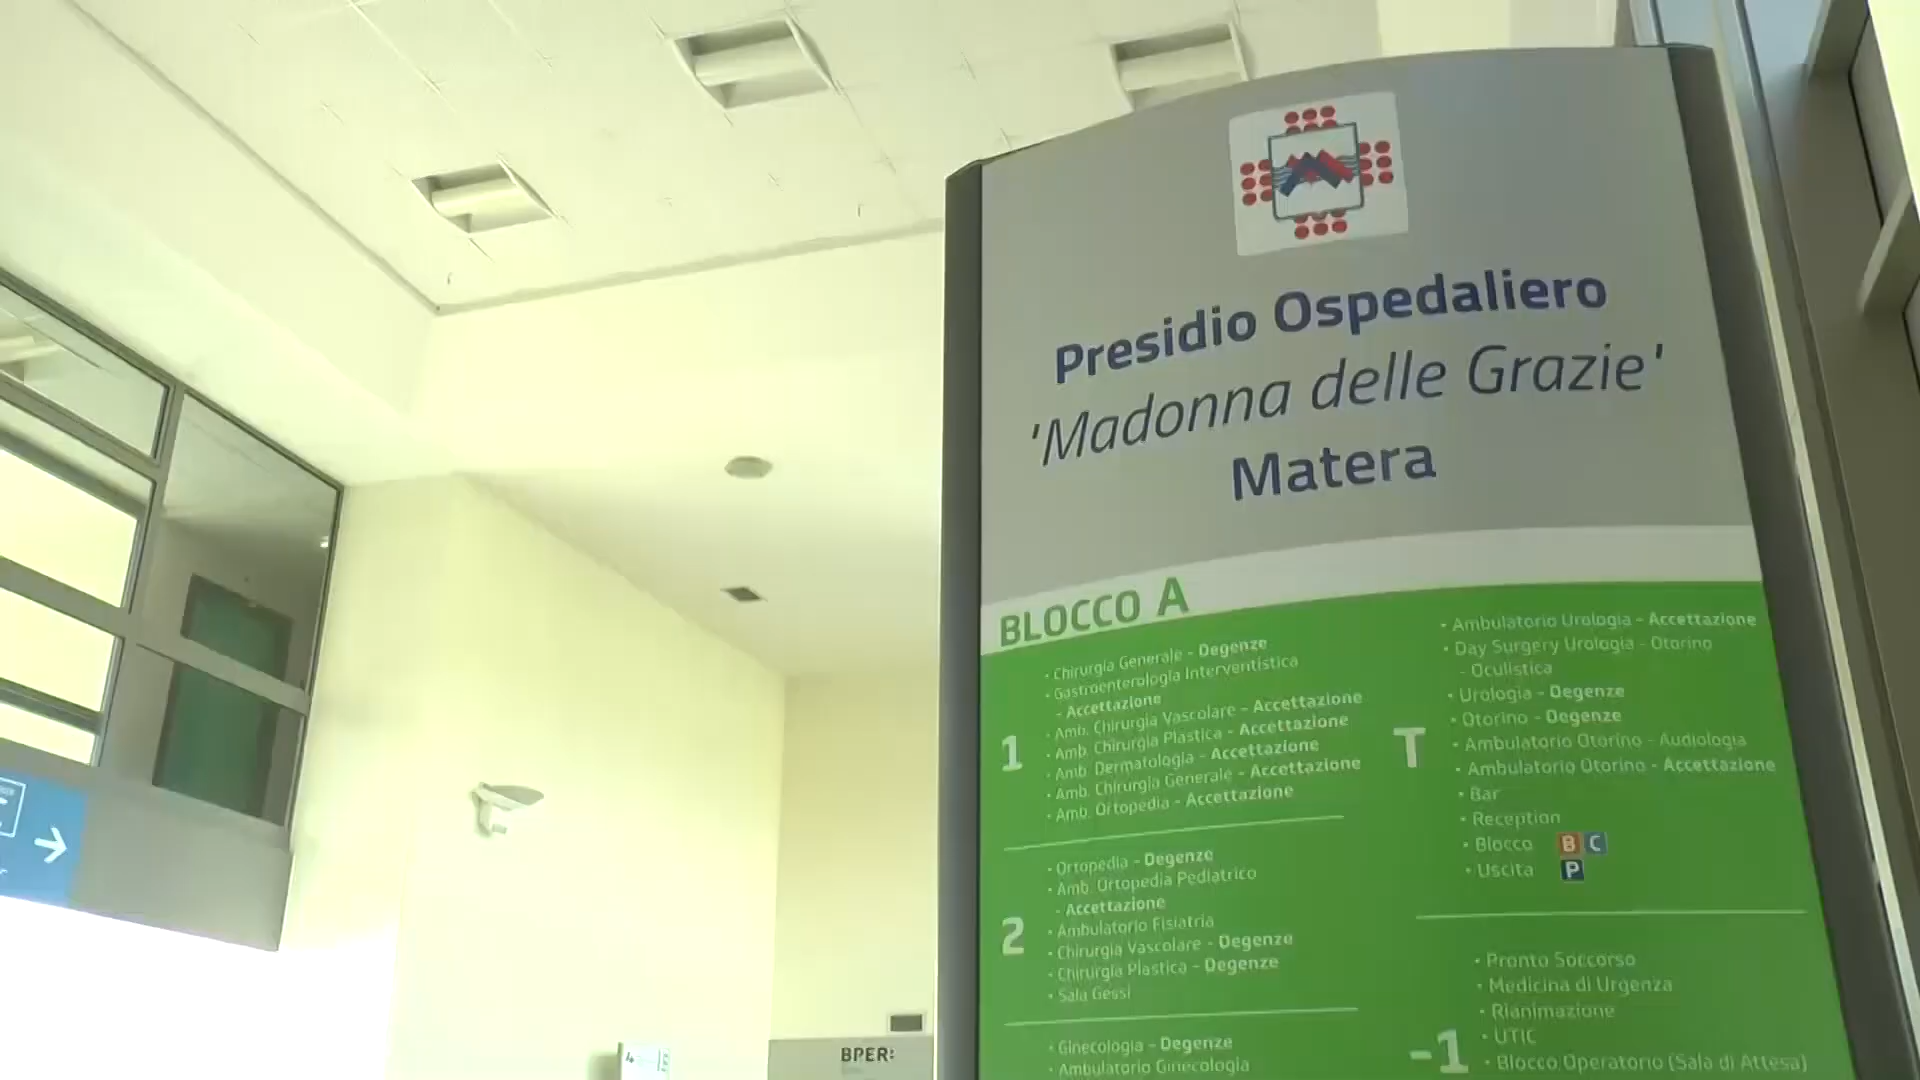 Presidio Ospedaliero
'Madonna delle Grazie'
Matera
BLOCCO A
1
• Chirurgia Generale - Degenze
• Gastroenterologia Interventistica
- Accettazione
• Amb. Chirurgia Vascolare - Accettazione
• Amb. Chirurgia Plastica - Accettazione
• Amb. Dermatologia - Accettazione
• Amb. Chirurgia Generale - Accettazione
• Amb. Ortopedia - Accettazione
2
• Ortopedia - Degenze
• Amb. Ortopedia Pediatrico
- Accettazione
• Ambulatorio Fisiatria
• Chirurgia Vascolare - Degenze
• Chirurgia Plastica - Degenze
• Sala Gessi
• Ginecologia - Degenze
• Ambulatorio Ginecologia
T
• Ambulatorio Urologia - Accettazione
• Day Surgery Urologia - Otorino
- Oculistica
• Urologia - Degenze
• Otorino - Degenze
• Ambulatorio Otorino - Audiologia
• Ambulatorio Otorino - Accettazione
• Bar
• Reception
• Blocco B C
• Uscita P
-1
• Pronto Soccorso
• Medicina di Urgenza
• Rianimazione
• UTIC
• Blocco Operatorio (Sala di Attesa)
BPER:
4